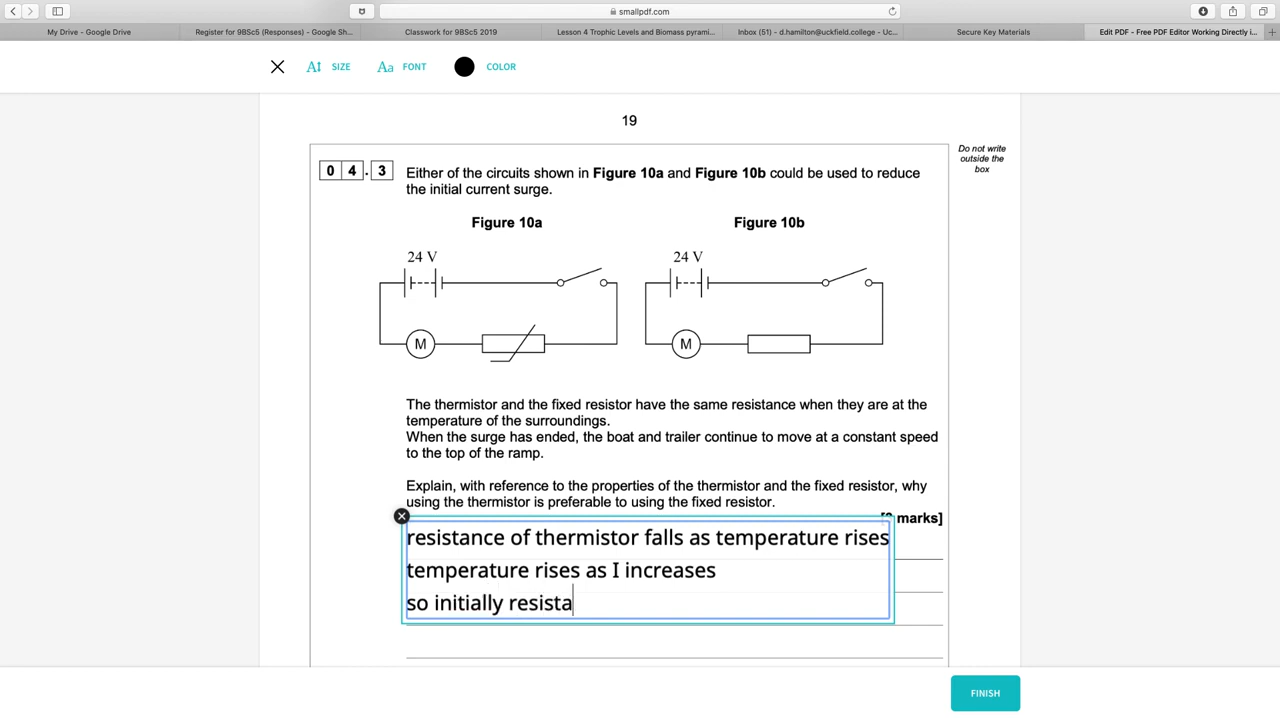 smallpdf.com
My Drive - Google Drive
Register for 9BSc5 (Responses) - Google Sh...
Classwork for 9BSc5 2019
Lesson 4 Trophic Levels and Biomass pyrami...
Inbox (51) - d.hamilton@uckfield.college - Uc...
Secure Key Materials
Edit PDF - Free PDF Editor Working Directly i...
SIZE
Aa FONT
COLOR
19
Do not write
outside the
box
0 4 . 3 Either of the circuits shown in Figure 10a and Figure 10b could be used to reduce
the initial current surge.
Figure 10a
Figure 10b
24 V
24 V
M
M
The thermistor and the fixed resistor have the same resistance when they are at the
temperature of the surroundings.
When the surge has ended, the boat and trailer continue to move at a constant speed
to the top of the ramp.
Explain, with reference to the properties of the thermistor and the fixed resistor, why
using the thermistor is preferable to using the fixed resistor.
marks]
resistance of thermistor falls as temperature rises
temperature rises as I increases
so initially resista
FINISH